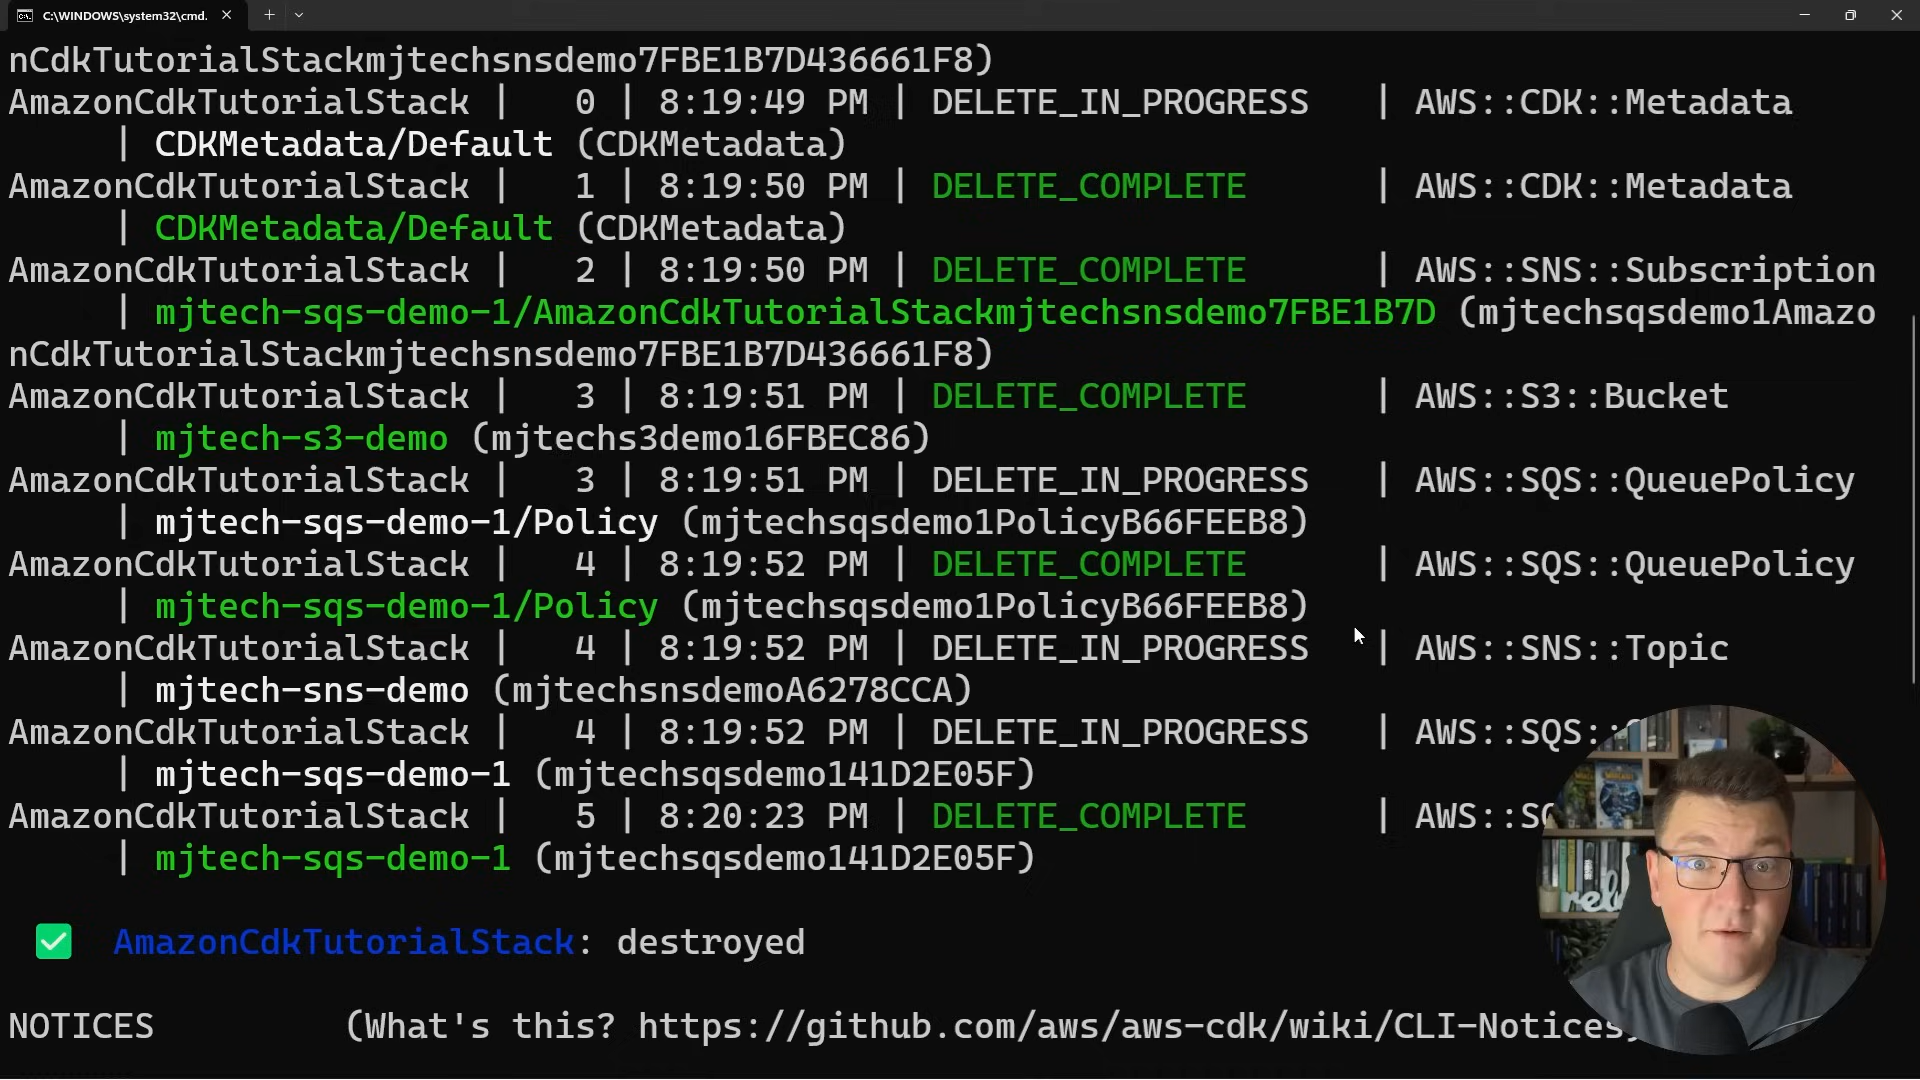 C:\WINDOWS\system32\cmd.
nCdkTutorialStackmjtechsnsdemo7FBE1B7D436661F8)
AmazonCdkTutorialStack |   0 | 8:19:49 PM | DELETE_IN_PROGRESS   | AWS::CDK::Metadata
| CDKMetadata/Default (CDKMetadata)
AmazonCdkTutorialStack |   1 | 8:19:50 PM | DELETE_COMPLETE      | AWS::CDK::Metadata
| CDKMetadata/Default (CDKMetadata)
AmazonCdkTutorialStack |   2 | 8:19:50 PM | DELETE_COMPLETE      | AWS::SNS::Subscription
| mjtech-sqs-demo-1/AmazonCdkTutorialStackmjtechsnsdemo7FBE1B7D (mjtechsqsdemo1Amazo
nCdkTutorialStackmjtechsnsdemo7FBE1B7D436661F8)
AmazonCdkTutorialStack |   3 | 8:19:51 PM | DELETE_COMPLETE      | AWS::S3::Bucket
| mjtech-s3-demo (mjtechs3demo16FBEC86)
AmazonCdkTutorialStack |   3 | 8:19:51 PM | DELETE_IN_PROGRESS   | AWS::SQS::QueuePolicy
| mjtech-sqs-demo-1/Policy (mjtechsqsdemo1PolicyB66FEEB8)
AmazonCdkTutorialStack |   4 | 8:19:52 PM | DELETE_COMPLETE      | AWS::SQS::QueuePolicy
| mjtech-sqs-demo-1/Policy (mjtechsqsdemo1PolicyB66FEEB8)
AmazonCdkTutorialStack |   4 | 8:19:52 PM | DELETE_IN_PROGRESS   | AWS::SNS::Topic
| mjtech-sns-demo (mjtechsnsdemoA6278CCA)
AmazonCdkTutorialStack |   4 | 8:19:52 PM | DELETE_IN_PROGRESS   | AWS::SQS:
| mjtech-sqs-demo-1 (mjtechsqsdemo141D2E05F)
AmazonCdkTutorialStack |   5 | 8:20:23 PM | DELETE_COMPLETE      | AWS::
| mjtech-sqs-demo-1 (mjtechsqsdemo141D2E05F)
AmazonCdkTutorialStack: destroyed
NOTICES         (What's this? https://github.com/aws/aws-cdk/wiki/CLI-Notices)